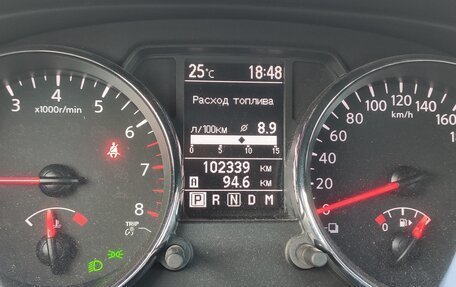 25°C 18:48
Расход топлива
л/100км ⌀ 8.9
0 5 10 15
102339 км
A 94.6 км
P R N D M
3 4 5 6 7 8
x1000r/min
TRIP
0 20 40 60 80 100 120 140 160
km/h
0